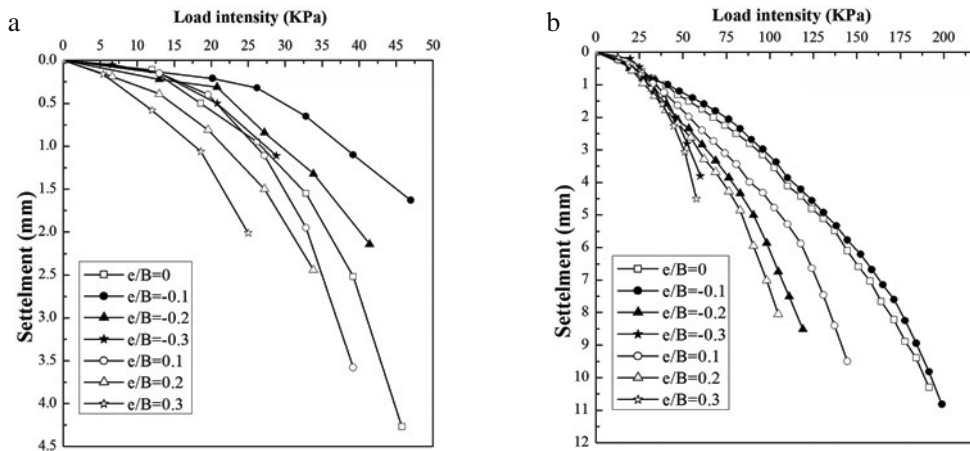 a
Load intensity (KPa)
0 5 10 15 20 25 30 35 40 45 50
0.0
0.5
1.0
1.5
2.0
2.5
3.0
3.5
4.0
4.5
Settelment (mm)
e/B=0
e/B=-0.1
e/B=-0.2
e/B=-0.3
e/B=0.1
e/B=0.2
e/B=0.3
b
Load intensity (KPa)
0 25 50 75 100 125 150 175 200
0
1
2
3
4
5
6
7
8
9
10
11
12
Settelment (mm)
e/B=0
e/B=-0.1
e/B=-0.2
e/B=-0.3
e/B=0.1
e/B=0.2
e/B=0.3